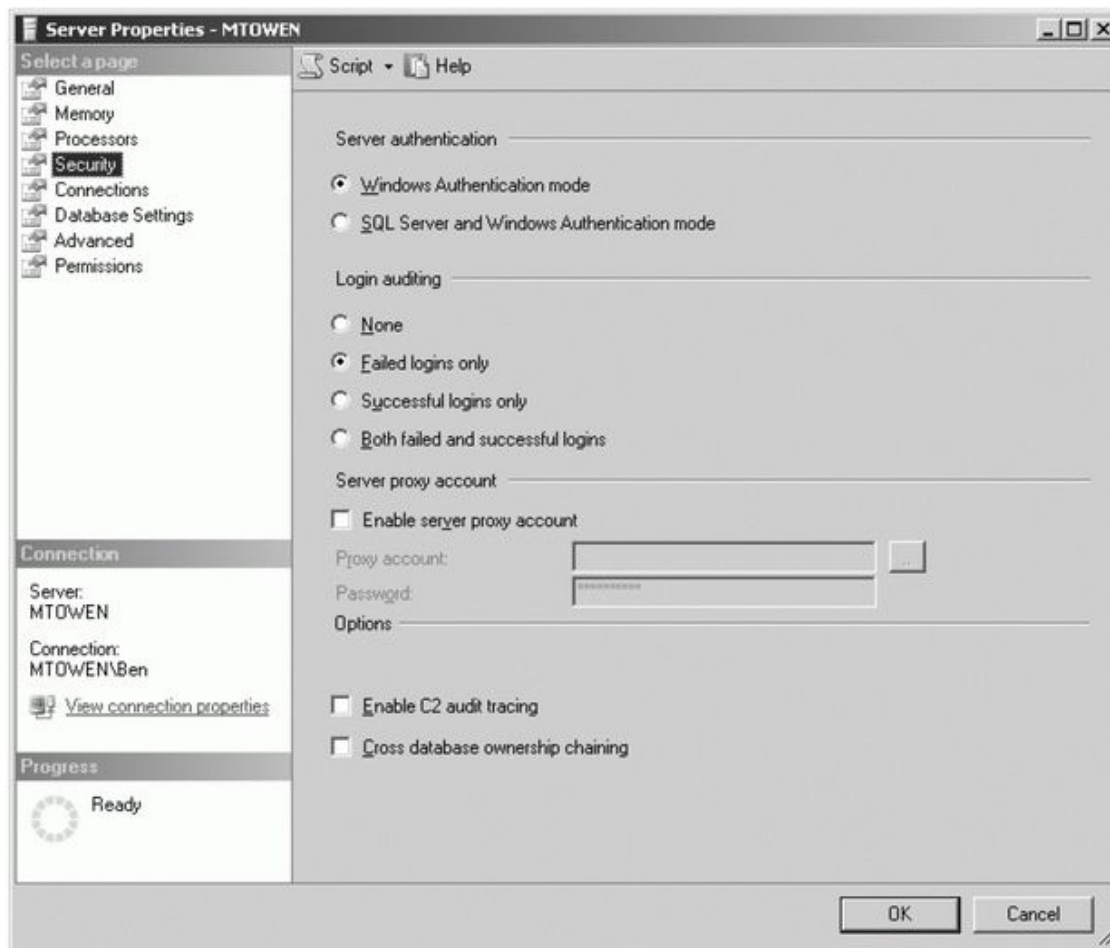 Server Properties - MTOWEN
Select a page
General
Memory
Processors
Security
Connections
Database Settings
Advanced
Permissions
Connection
Server:
MTOWEN
Connection:
MTOWEN\Ben
View connection properties
Progress
Ready
Script Help
Server authentication
Windows Authentication mode
SQL Server and Windows Authentication mode
Login auditing
None
Failed logins only
Successful logins only
Both failed and successful logins
Server proxy account
Enable server proxy account
Proxy account:
...
Password:
**********
Options
Enable C2 audit tracing
Cross database ownership chaining
OK Cancel